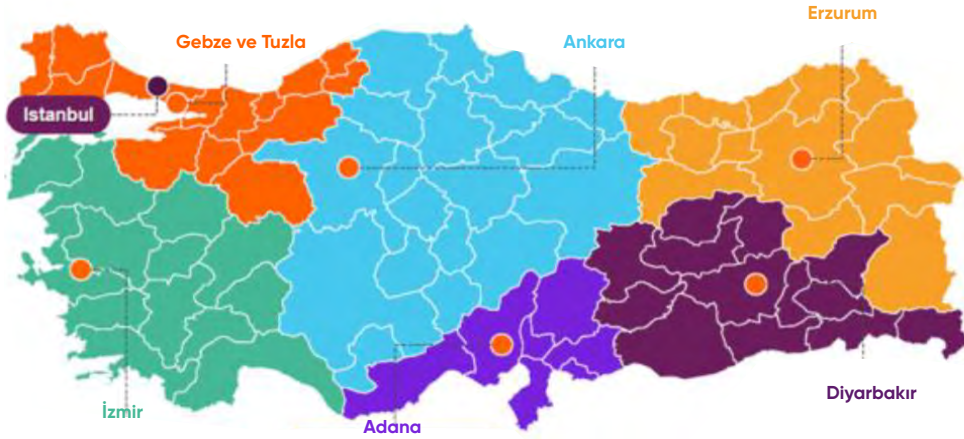 Erzurum
Gebze ve Tuzla
Ankara
Istanbul
Diyarbakır
İzmir
Adana